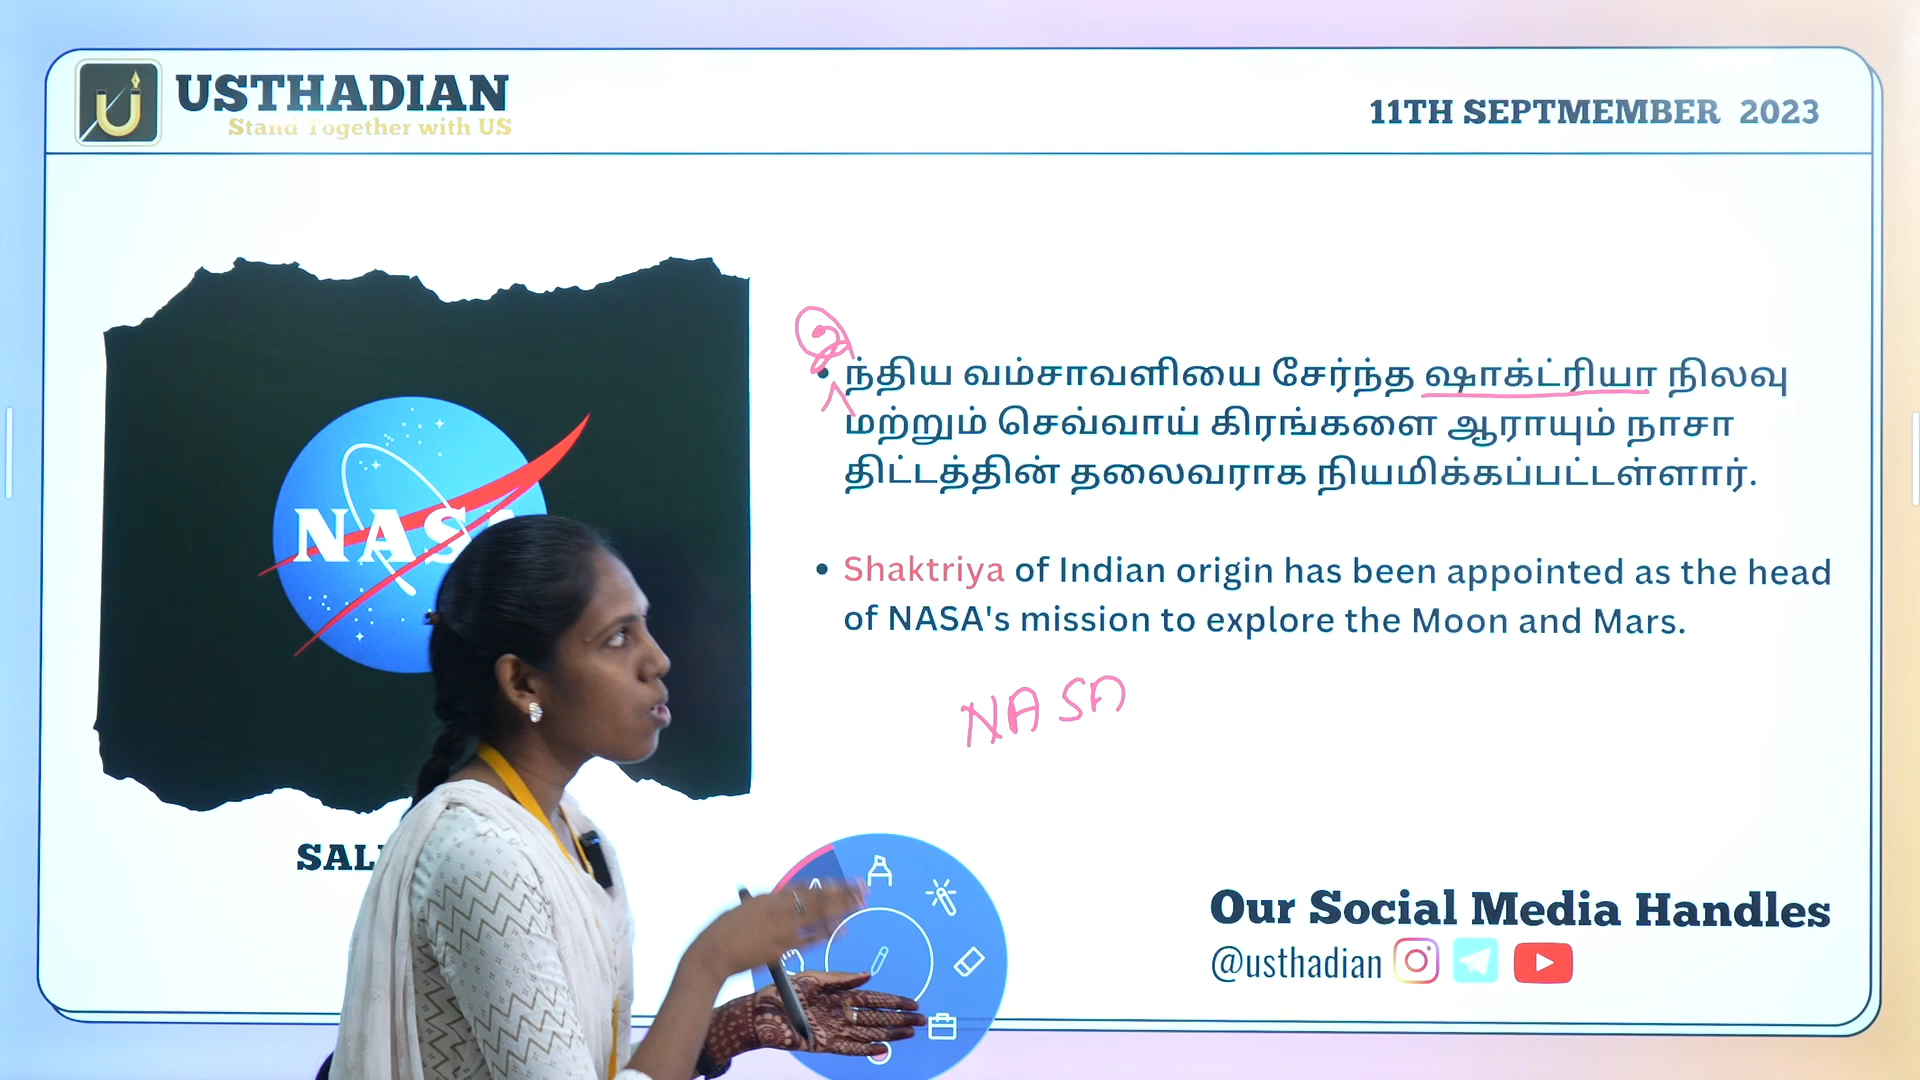 USTHADIAN
Stand Together with US
11TH SEPTMEMBER 2023
NASA
இ
ந்திய வம்சாவளியை சேர்ந்த ஷாக்ட்ரியா நிலவு
மற்றும் செவ்வாய் கிரங்களை ஆராயும் நாசா
திட்டத்தின் தலைவராக நியமிக்கப்பட்டள்ளார்.
Shaktriya of Indian origin has been appointed as the head
of NASA's mission to explore the Moon and Mars.
NASA
Our Social Media Handles
@usthadian